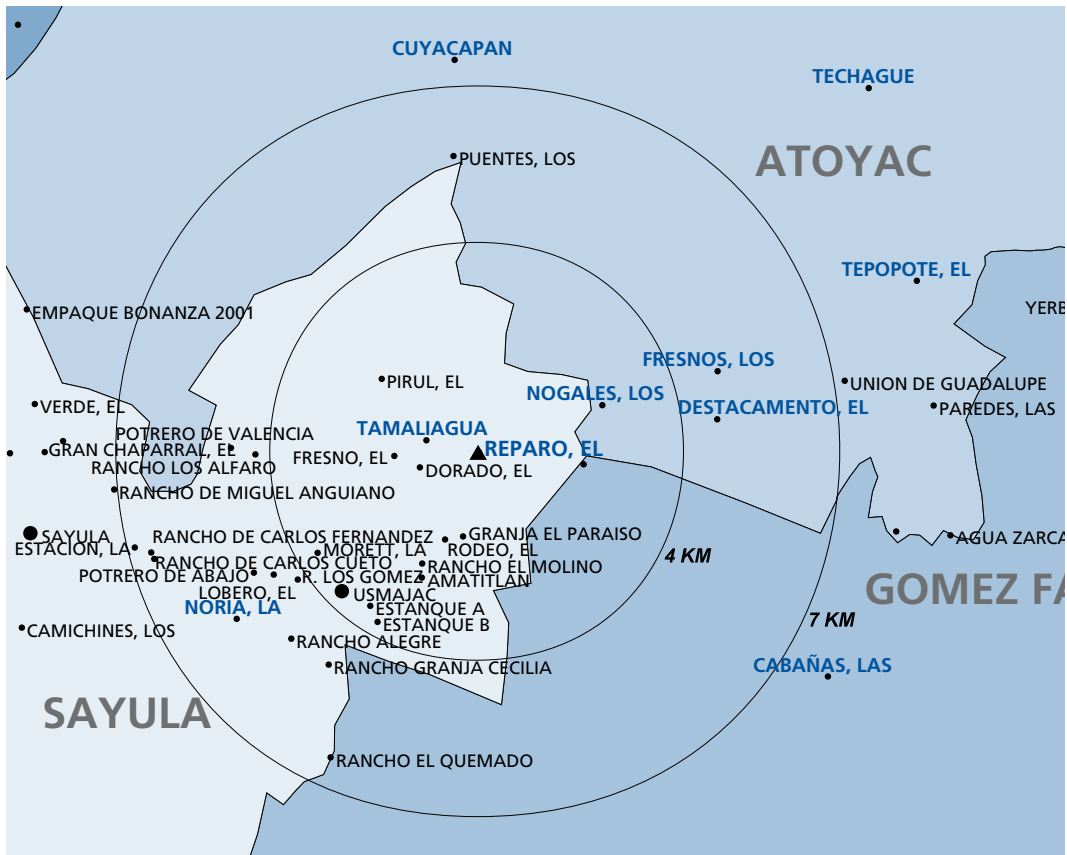 CUYACAPAN
TECHAGUE
ATOYAC
PUENTES, LOS
TEPOPOTE, EL
EMPAQUE BONANZA 2001
YERB
FRESNOS, LOS
PIRUL, EL
UNION DE GUADALUPE
NOGALES, LOS
VERDE, EL
DESTACAMENTO, EL
PAREDES, LAS
TAMALIAGUA
POTRERO DE VALENCIA
GRAN CHAPARRAL, EL
REPARO, EL
FRESNO, EL
RANCHO LOS ALFARO
DORADO, EL
RANCHO DE MIGUEL ANGUIANO
SAYULA
RANCHO DE CARLOS FERNANDEZ
GRANJA EL PARAISO
AGUA ZARCA
ESTACION, LA
MORETT, LA
RODEO, EL
4 KM
RANCHO DE CARLOS CUETO
RANCHO EL MOLINO
POTRERO DE ABAJO
R. LOS GOMEZ
AMATITLAN
LOBERO, EL
USMAJAC
GOMEZ FA
NORIA, LA
ESTANQUE A
7 KM
ESTANQUE B
CAMICHINES, LOS
RANCHO ALEGRE
RANCHO GRANJA CECILIA
CABAÑAS, LAS
SAYULA
RANCHO EL QUEMADO